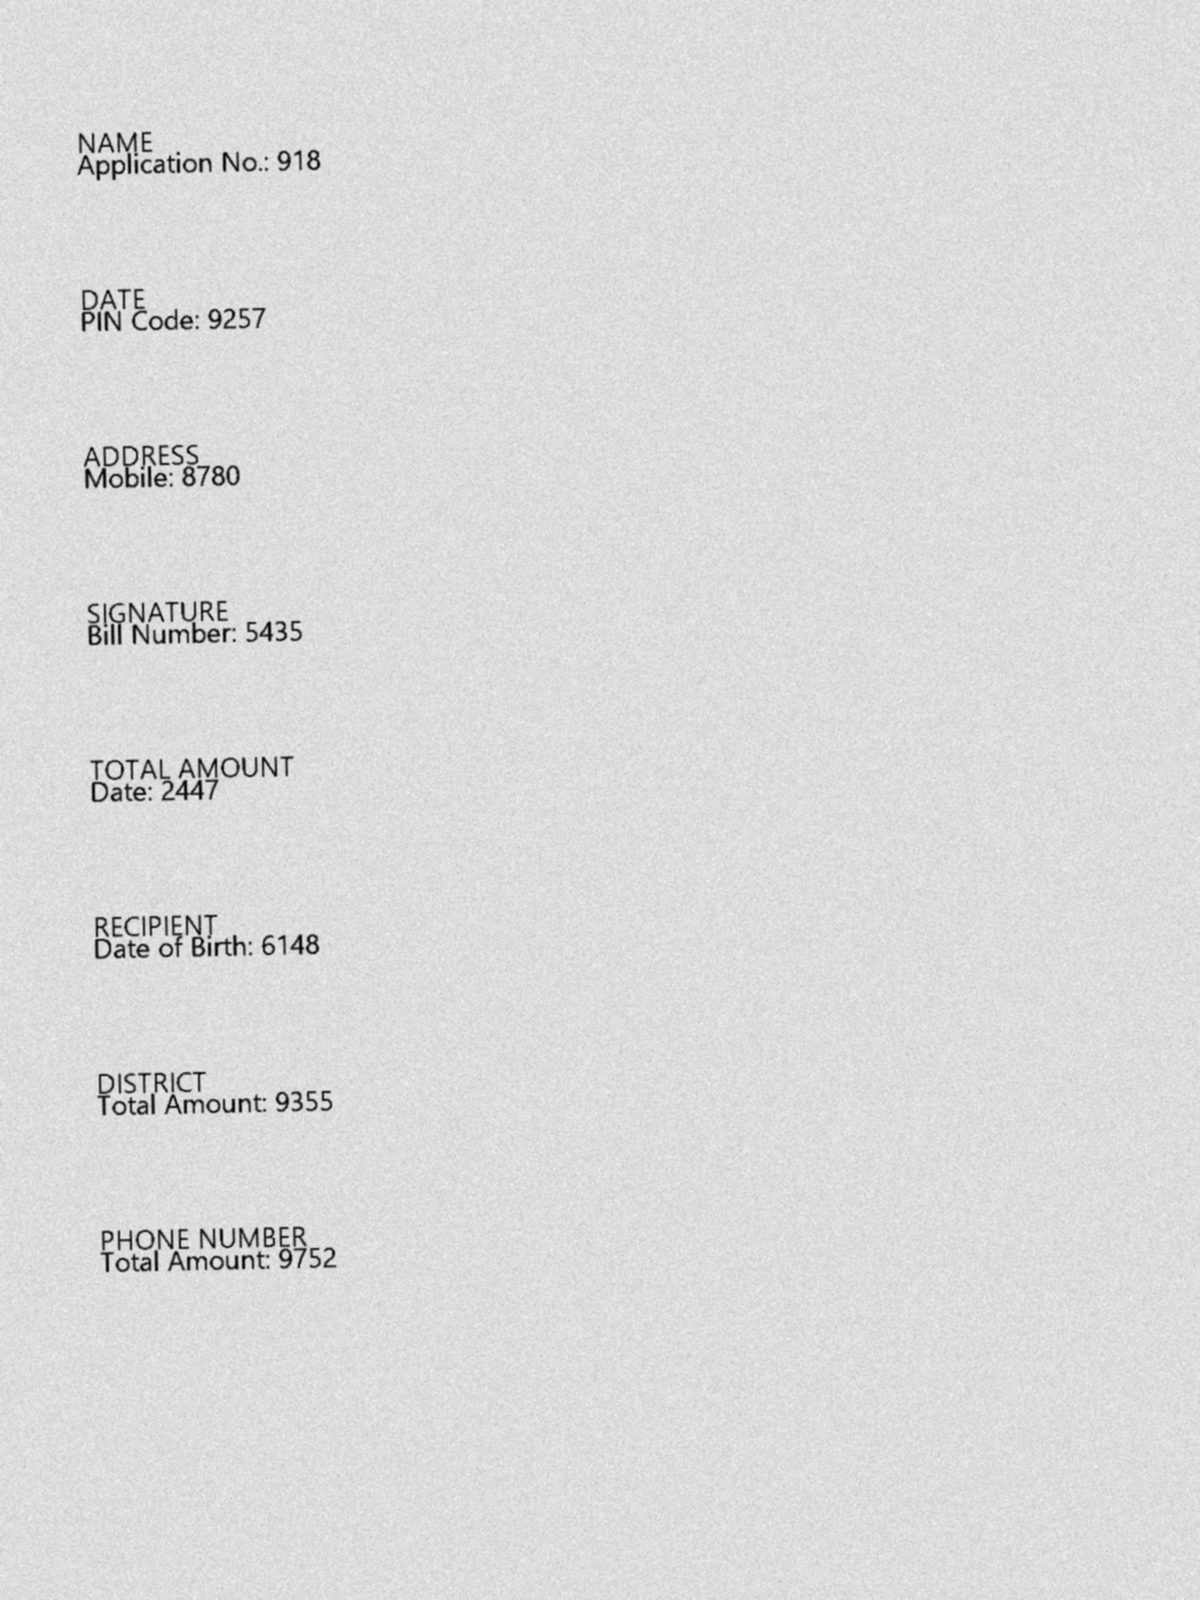 NAME
Application No.: 918
DATE
PIN Code: 9257
ADDRESS
Mobile: 8780
SIGNATURE
Bill Number: 5435
TOTAL AMOUNT
Date: 2447
RECIPIENT
Date of Birth: 6148
DISTRICT
Total Amount: 9355
PHONE NUMBER
Total Amount: 9752